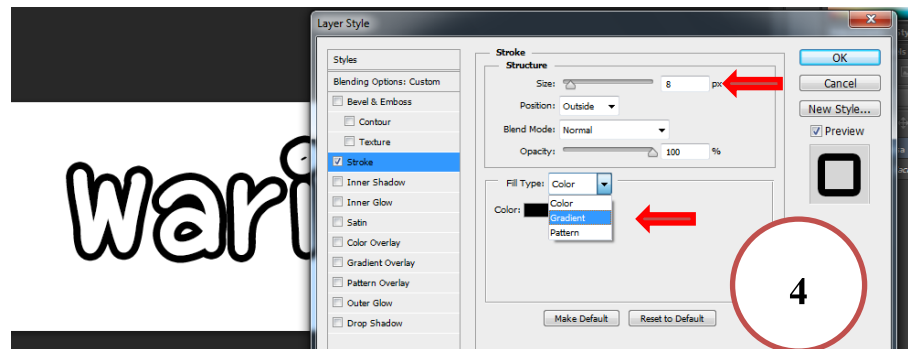 Layer Style
Styles
Blending Options: Custom
Bevel & Emboss
Contour
Texture
Stroke
Inner Shadow
Inner Glow
Satin
Color Overlay
Gradient Overlay
Pattern Overlay
Outer Glow
Drop Shadow
Stroke
Structure
Size: 8 px
Position: Outside
Blend Mode: Normal
Opacity: 100 %
Fill Type: Color
Color:
Color
Gradient
Pattern
Make Default Reset to Default
OK
Cancel
New Style...
Preview
Wari
4